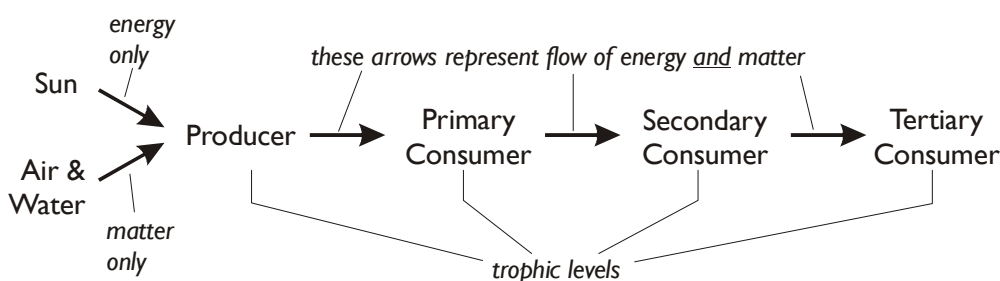 energy
only
these arrows represent flow of energy and matter
Sun
Producer
Primary
Consumer
Secondary
Consumer
Tertiary
Consumer
Air &
Water
matter
only
trophic levels